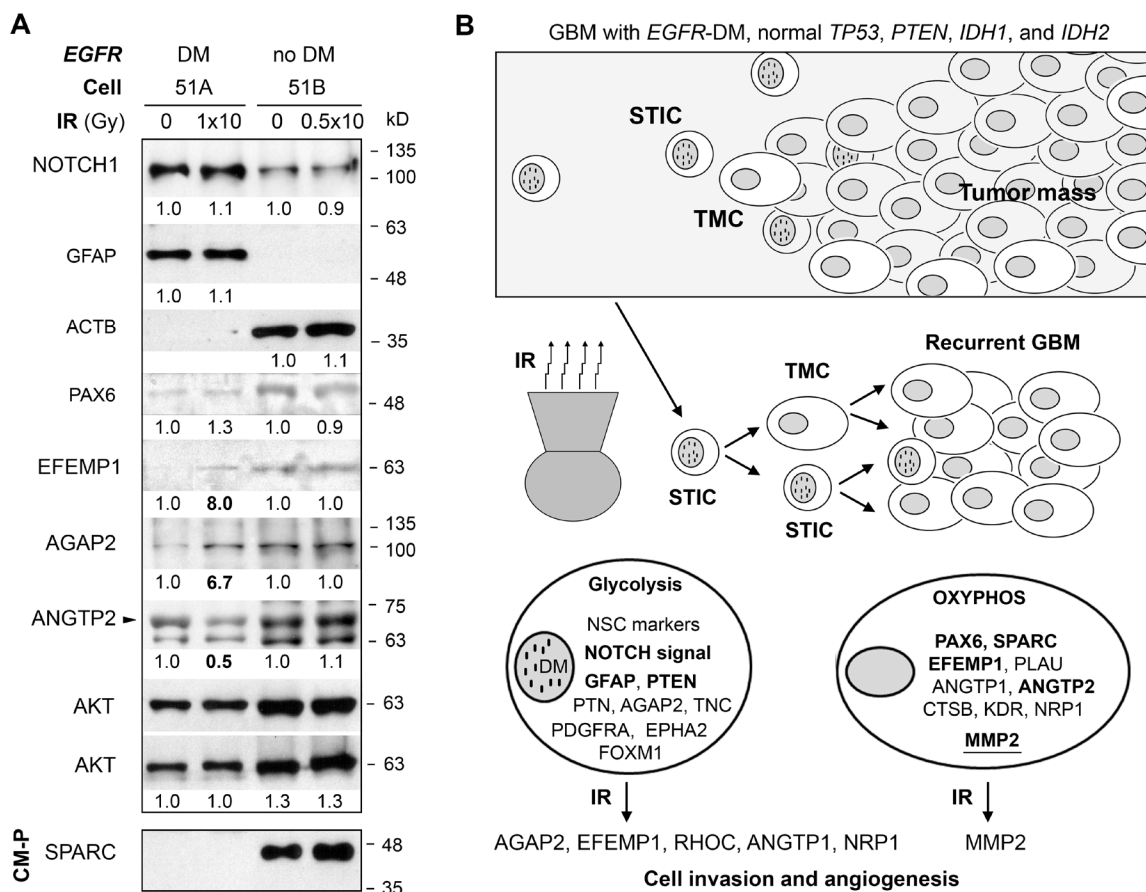 A
EGFR DM no DM
Cell 51A 51B
IR (Gy) 0 1x10 0 0.5x10 kD
NOTCH1
- 135
- 100
1.0 1.1 1.0 0.9
GFAP
- 63
- 48
1.0 1.1
ACTB
- 35
1.0 1.1
PAX6
- 48
1.0 1.3 1.0 0.9
EFEMP1
- 63
1.0 8.0 1.0 1.0
AGAP2
- 135
- 100
1.0 6.7 1.0 1.0
ANGTP2
- 75
- 63
1.0 0.5 1.0 1.1
AKT - 63
AKT - 63
1.0 1.0 1.3 1.3
CM-P
SPARC
- 48
- 35
B
GBM with EGFR-DM, normal TP53, PTEN, IDH1, and IDH2
STIC
TMC
Tumor mass
IR
STIC
TMC
STIC
Recurrent GBM
Glycolysis
NSC markers
NOTCH signal
GFAP, PTEN
PTN, AGAP2, TNC
PDGFRA, EPHA2
FOXM1
DM
OXYPHOS
PAX6, SPARC
EFEMP1, PLAU
ANGTP1, ANGTP2
CTSB, KDR, NRP1
MMP2
IR
IR
AGAP2, EFEMP1, RHOC, ANGTP1, NRP1
MMP2
Cell invasion and angiogenesis